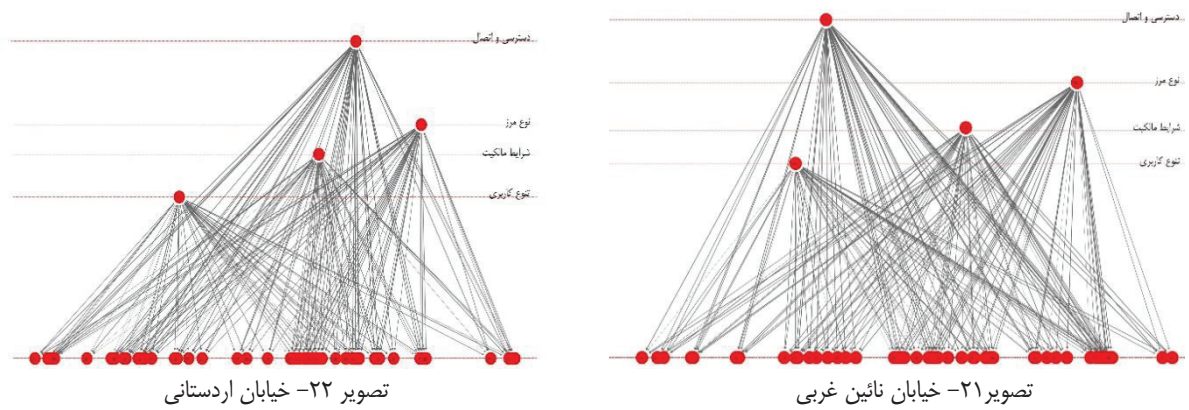 دسترسی و اتصال
نوع مرز
شرایط مالکیت
تنوع کاربری
تصویر۲۱- خیابان نائین غربی
دسترسی و اتصال
نوع مرز
شرایط مالکیت
تنوع کاربری
تصویر ۲۲- خیابان اردستانی